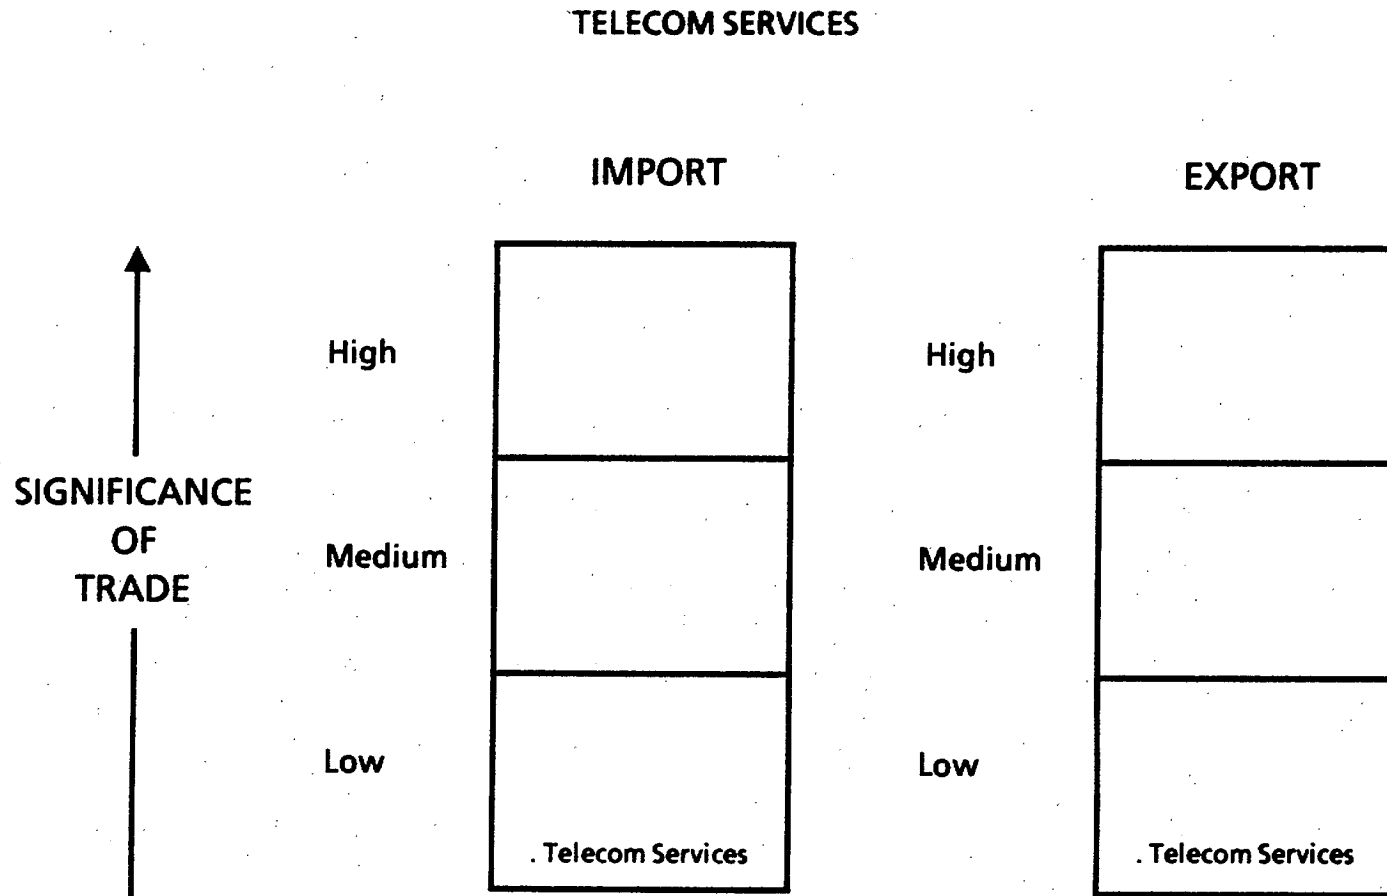 TELECOM SERVICES
IMPORT
EXPORT
High
High
SIGNIFICANCE
OF
TRADE
Medium
Medium
Low
Low
. Telecom Services
. Telecom Services